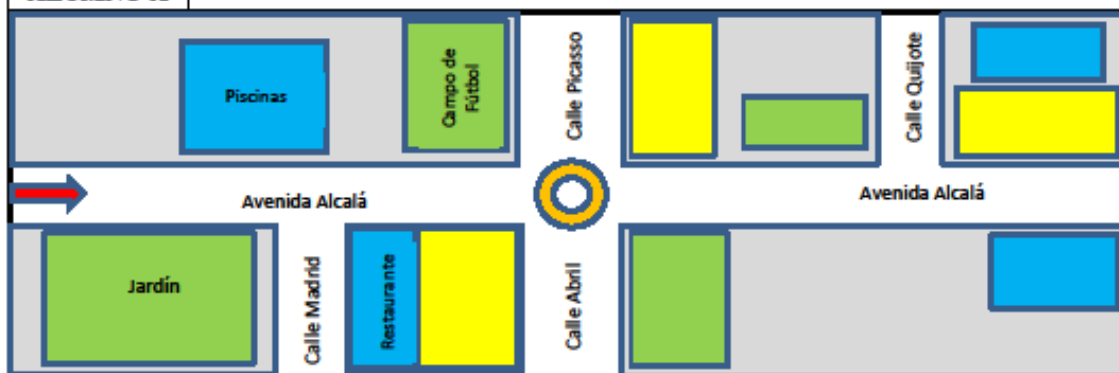 Piscinas
Campo de
Fútbol
Calle Picasso
Calle Quijote
Avenida Alcalá
Avenida Alcalá
Jardín
Calle Madrid
Restaurante
Calle Abril